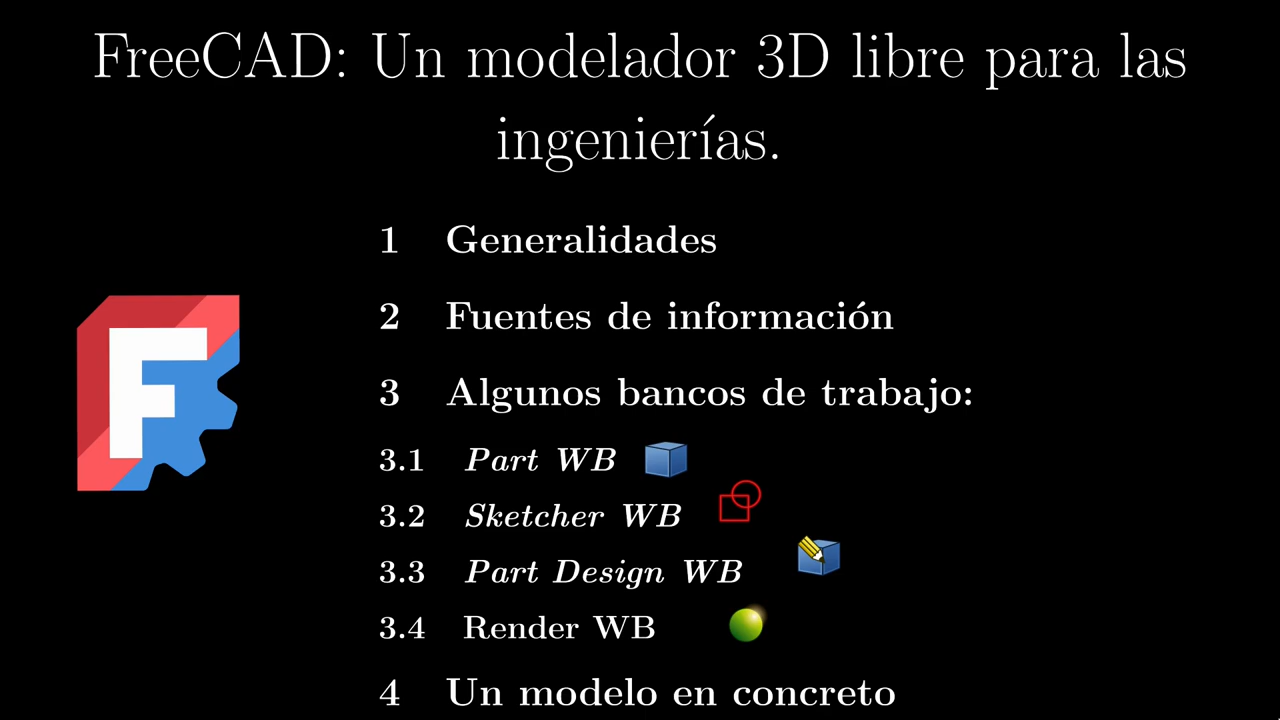 FreeCAD: Un modelador 3D libre para las
ingenierías.
1 Generalidades
2 Fuentes de información
3 Algunos bancos de trabajo:
3.1 Part WB
3.2 Sketcher WB
3.3 Part Design WB
3.4 Render WB
4 Un modelo en concreto
F